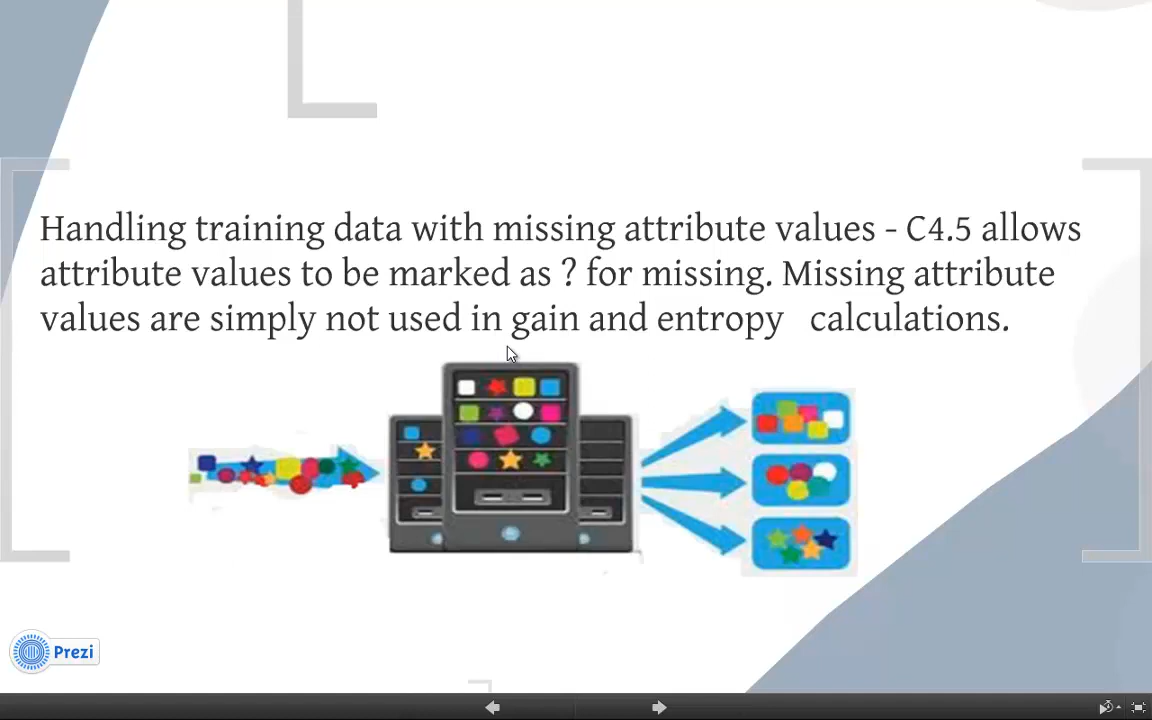 Handling training data with missing attribute values - C4.5 allows
attribute values to be marked as ? for missing. Missing attribute
values are simply not used in gain and entropy calculations.
Prezi